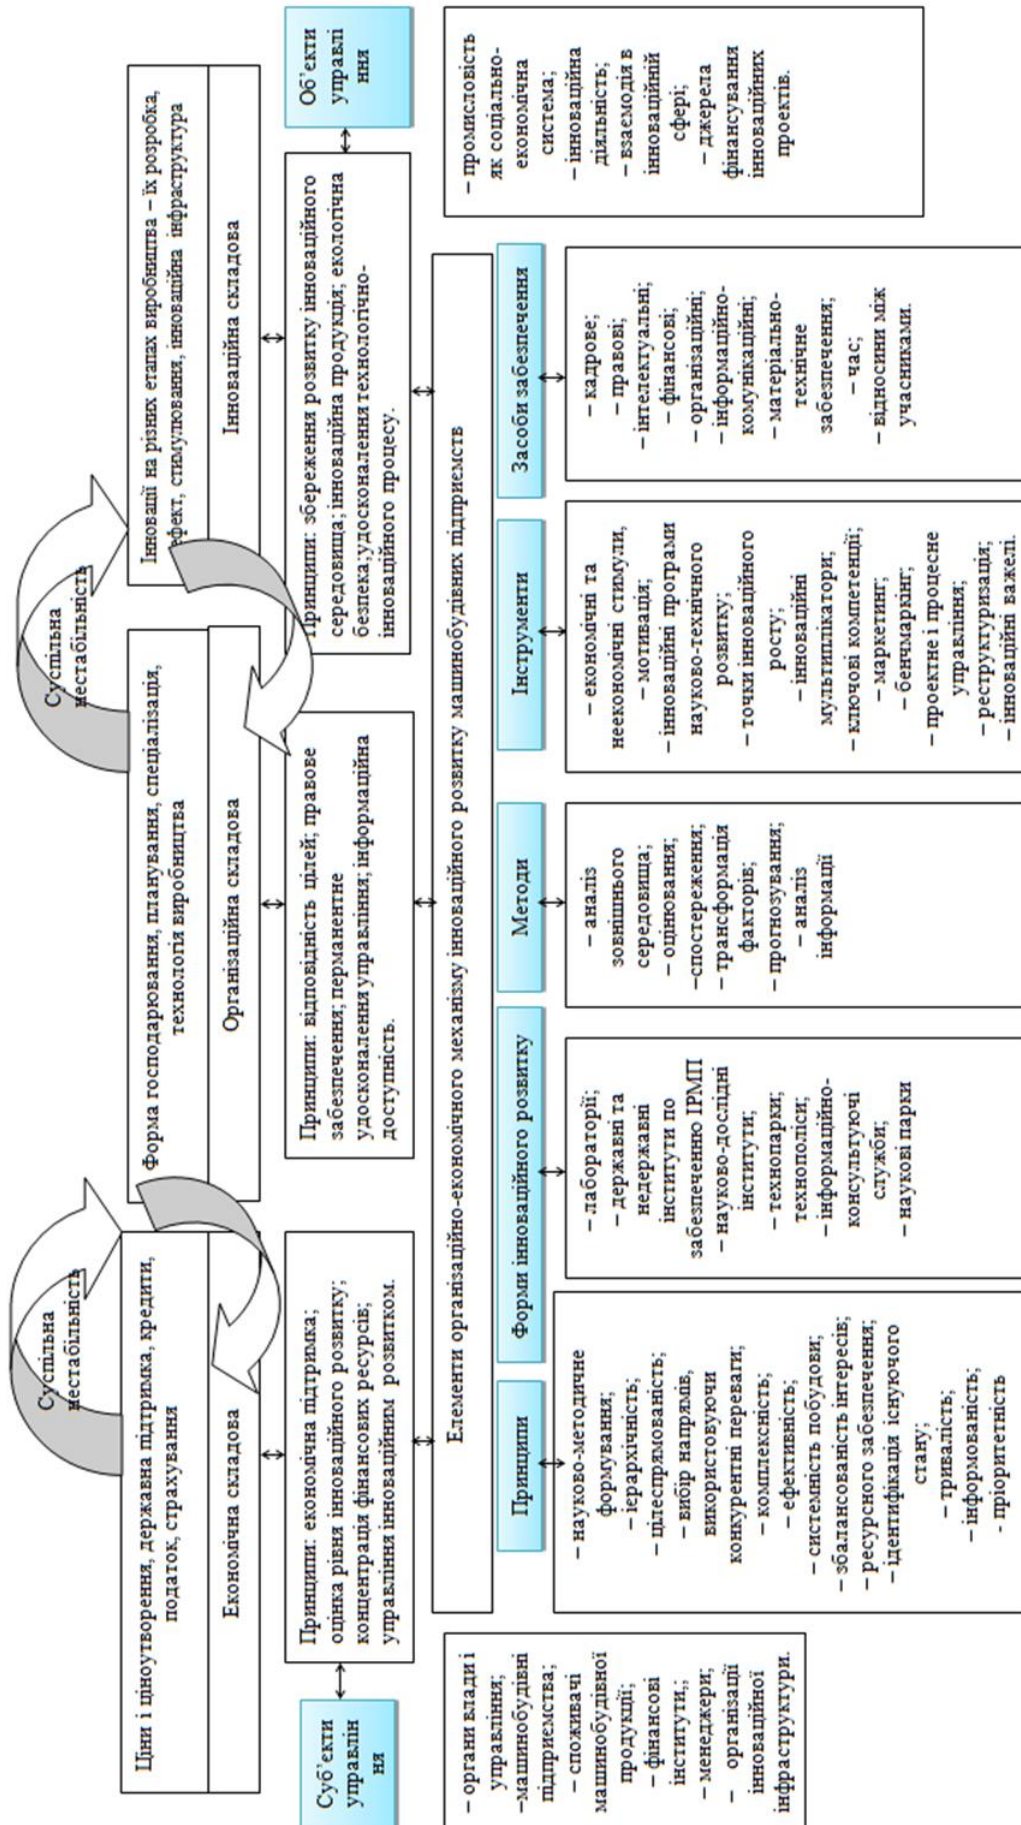 Суспільна
нестабільність
Суспільна
нестабільність
Ціни і ціноутворення, державна підтримка, кредити,
податок, страхування
Економічна складова
Форма господарювання, планування, спеціалізація,
технологія виробництва
Організаційна складова
Інновації на різних етапах виробництва – їх розробка,
ефект, стимулювання, інноваційна інфраструктура
Інноваційна складова
Суб’єкти
управлін
ня
Принципи: економічна підтримка;
оцінка рівня інноваційного розвитку;
концентрація фінансових ресурсів;
управління інноваційним розвитком.
Принципи: відповідність цілей; правове
забезпечення; перманентне
удосконалення управління; інформаційна
доступність.
Принципи: збереження розвитку інноваційного
середовища; інноваційна продукція; екологічна
безпека; удосконалення технологічно-
інноваційного процесу.
Об’єкти
управлі
ння
Елементи організаційно-економічного механізму інноваційного розвитку машинобудівних підприємств
– органи влади і
управління;
–машинобудівні
підприємства;
– споживачі
машинобудівної
продукції;
– фінансові
інститути,;
– менеджери;
– організації
інноваційної
інфраструктури.
Принципи
– науково-методичне
формування;
– ієрархічність;
– цілеспрямованість;
– вибір напрямів,
використовуючи
конкурентні переваги;
– комплексність;
– ефективність;
– системність побудови;
– збалансованість інтересів;
– ресурсного забезпечення;
– ідентифікація існуючого
стану;
– тривалість;
– інформованість;
- пріоритетність
Форми інноваційного розвитку
– лабораторії;
– державні та
недержавні
інститути по
забезпеченню ІРМП
– науково-дослідні
інститути;
– технопарки;
технополіси;
– інформаційно-
консультуючі
служби;
– наукові парки
Методи
– аналіз
зовнішнього
середовища;
– оцінювання;
–спостереження;
– трансформація
факторів;
– прогнозування;
– аналіз
інформації
Інструменти
– економічні та
неекономічні стимули,
– мотивація;
– інноваційні програми
науково-технічного
розвитку;
– точки інноваційного
росту;
– інноваційні
мультиплікатори;
– ключові компетенції;
– маркетинг;
– бенчмаркінг;
– проектне і процесне
управління;
– реструктуризація;
– інноваційні важелі.
Засоби забезпечення
– кадрове;
– правові;
– інтелектуальні;
– фінансові;
– організаційні;
– інформаційно-
комунікаційні;
– матеріально-
технічне
забезпечення;
– час;
– відносини між
учасниками.
– промисловість
як соціально-
економічна
система;
– інноваційна
діяльність;
– взаємодія в
інноваційній
сфері;
– джерела
фінансування
інноваційних
проектів.